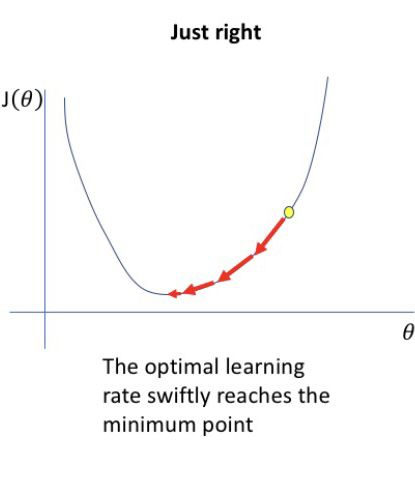 Just right
J(θ)
θ
The optimal learning
rate swiftly reaches the
minimum point